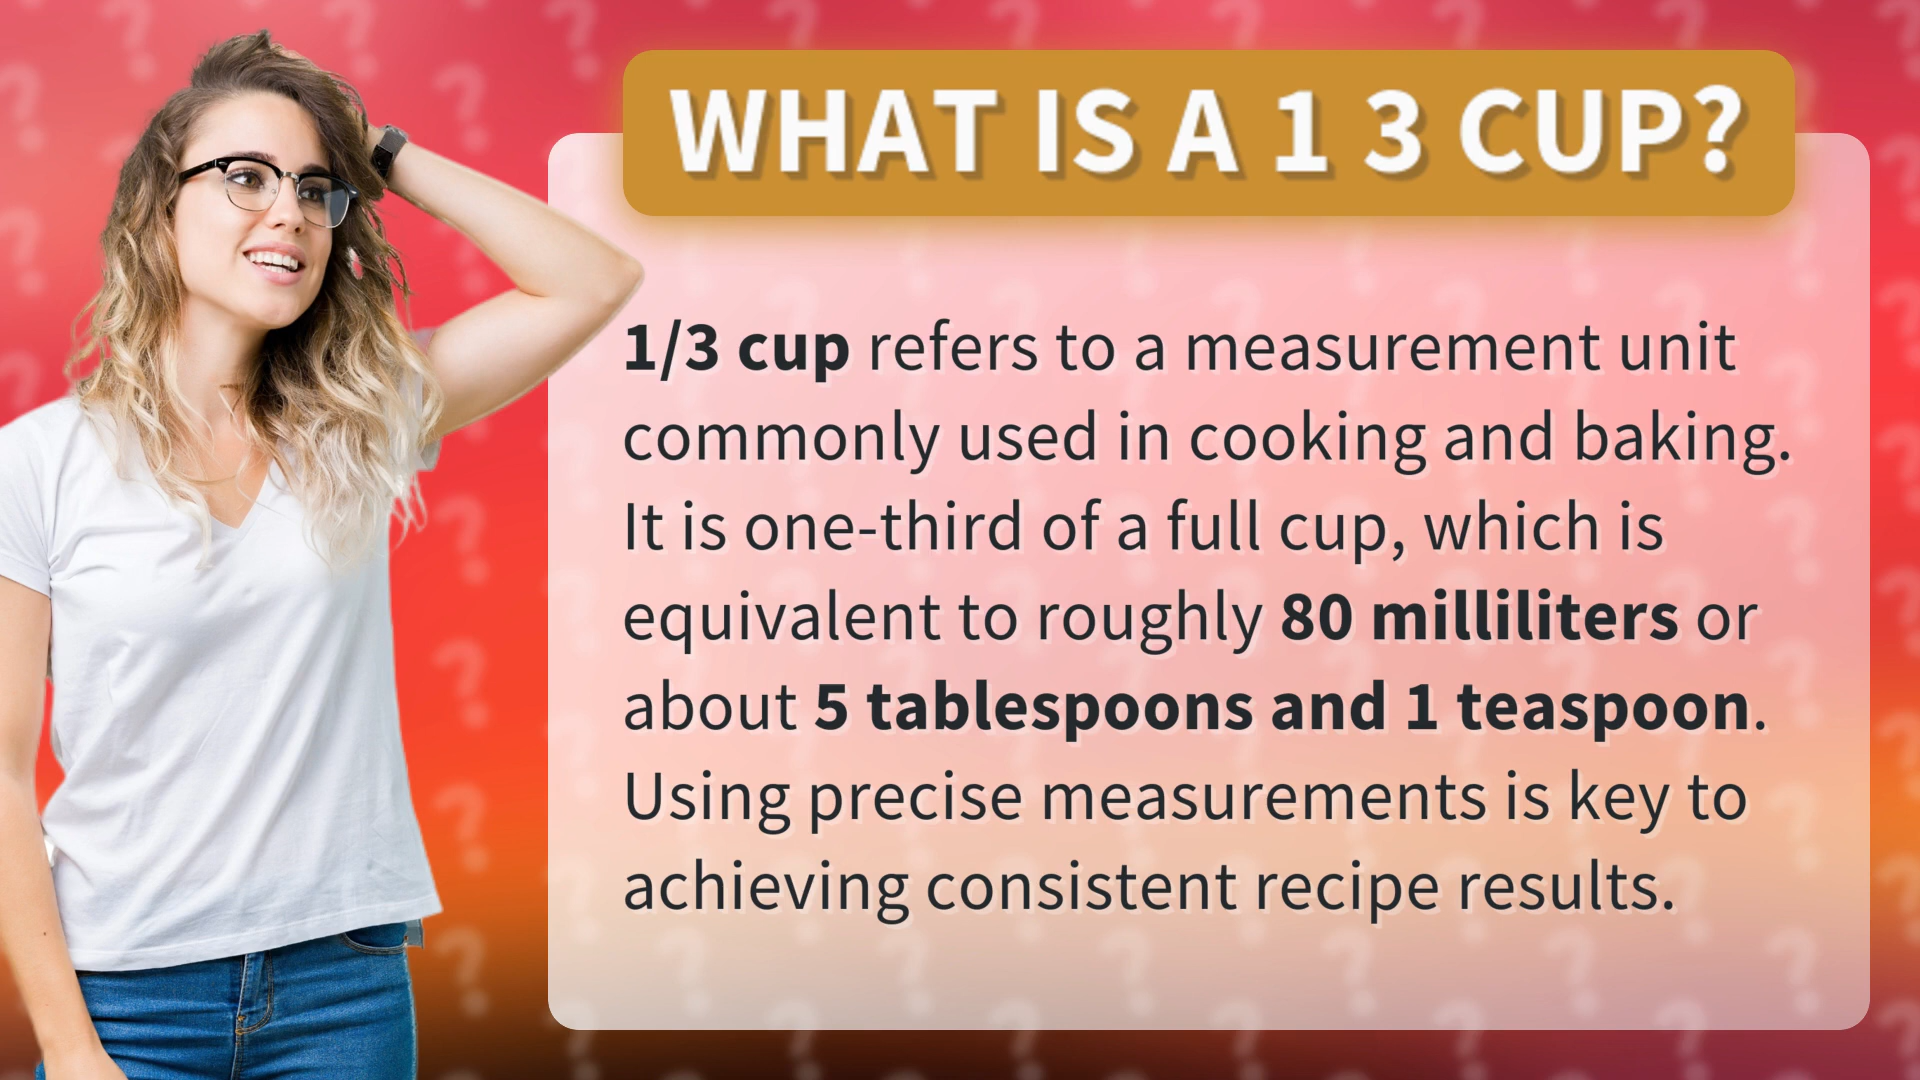 WHAT IS A 1 3 CUP?
1/3 cup refers to a measurement unit
commonly used in cooking and baking.
It is one-third of a full cup, which is
equivalent to roughly 80 milliliters or
about 5 tablespoons and 1 teaspoon.
Using precise measurements is key to
achieving consistent recipe results.